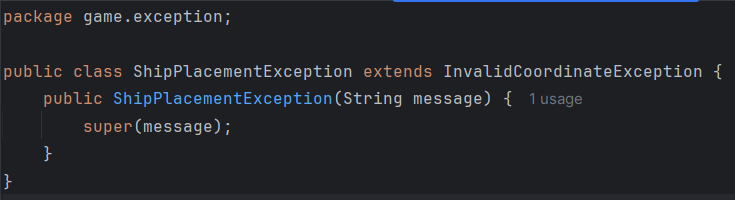 package game.exception;
public class ShipPlacementException extends InvalidCoordinateException {
public ShipPlacementException(String message) { 1 usage
super(message);
}
}